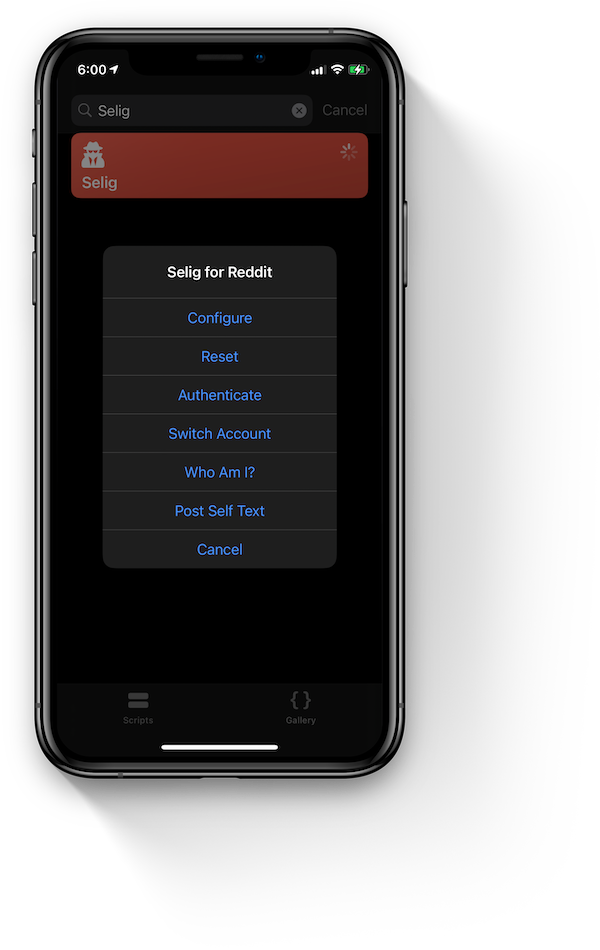 6:00
Selig
Cancel
Selig
Selig for Reddit
Configure
Reset
Authenticate
Switch Account
Who Am I?
Post Self Text
Cancel
Scripts
Gallery